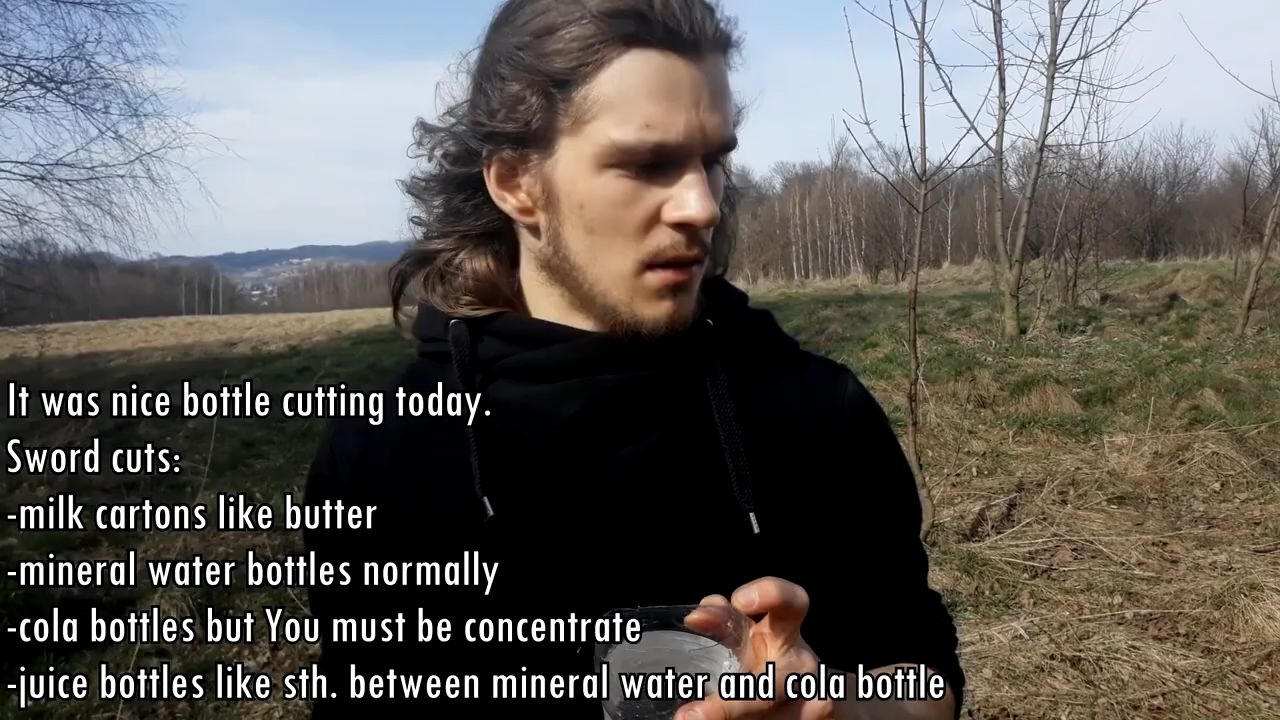 It was nice bottle cutting today.
Sword cuts:
-milk cartons like butter
-mineral water bottles normally
-cola bottles but You must be concentrate
-juice bottles like sth. between mineral water and cola bottle